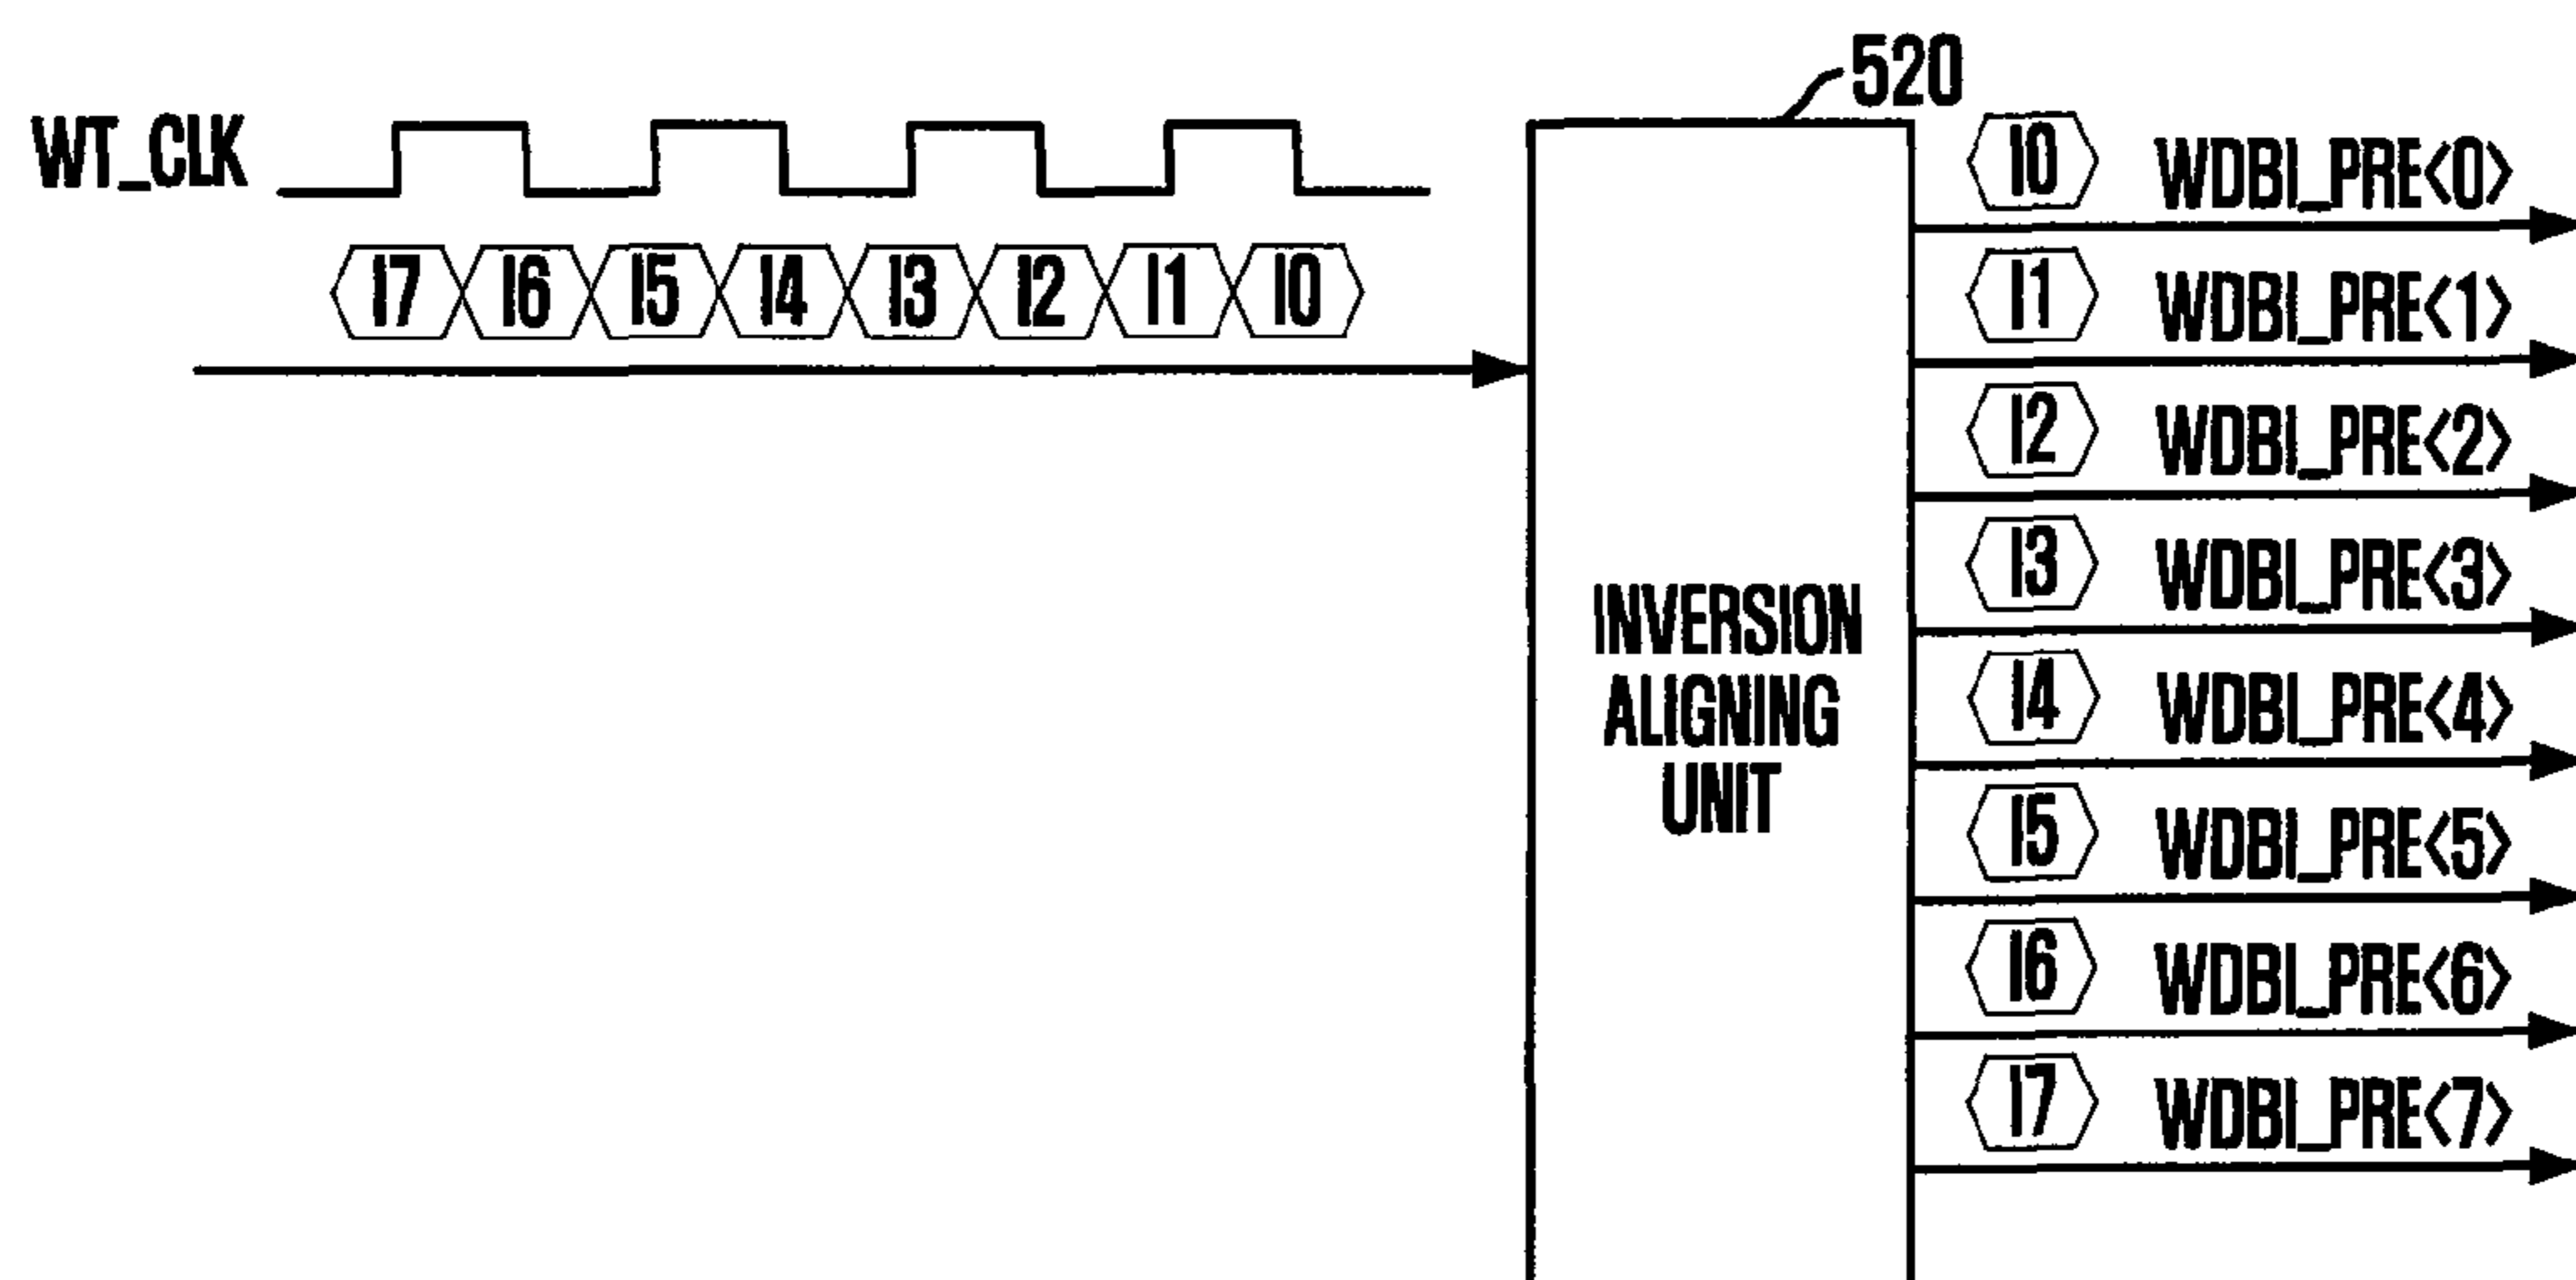 520
WT_CLK
I7 I6 I5 I4 I3 I2 I1 I0
INVERSION
ALIGNING
UNIT
I0 WDBI_PRE<0>
I1 WDBI_PRE<1>
I2 WDBI_PRE<2>
I3 WDBI_PRE<3>
I4 WDBI_PRE<4>
I5 WDBI_PRE<5>
I6 WDBI_PRE<6>
I7 WDBI_PRE<7>